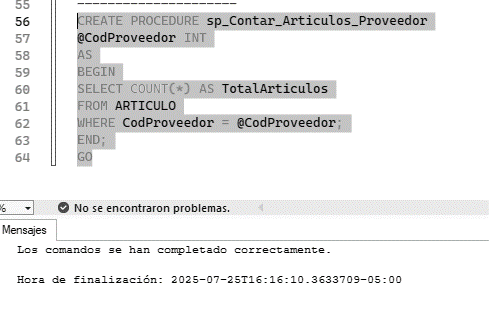 55 ---------------------
56 CREATE PROCEDURE sp_Contar_Articulos_Proveedor
57 @CodProveedor INT
58 AS
59 BEGIN
60 SELECT COUNT(*) AS TotalArticulos
61 FROM ARTICULO
62 WHERE CodProveedor = @CodProveedor;
63 END;
64 GO
% No se encontraron problemas.
Mensajes
Los comandos se han completado correctamente.
Hora de finalización: 2025-07-25T16:16:10.3633709-05:00